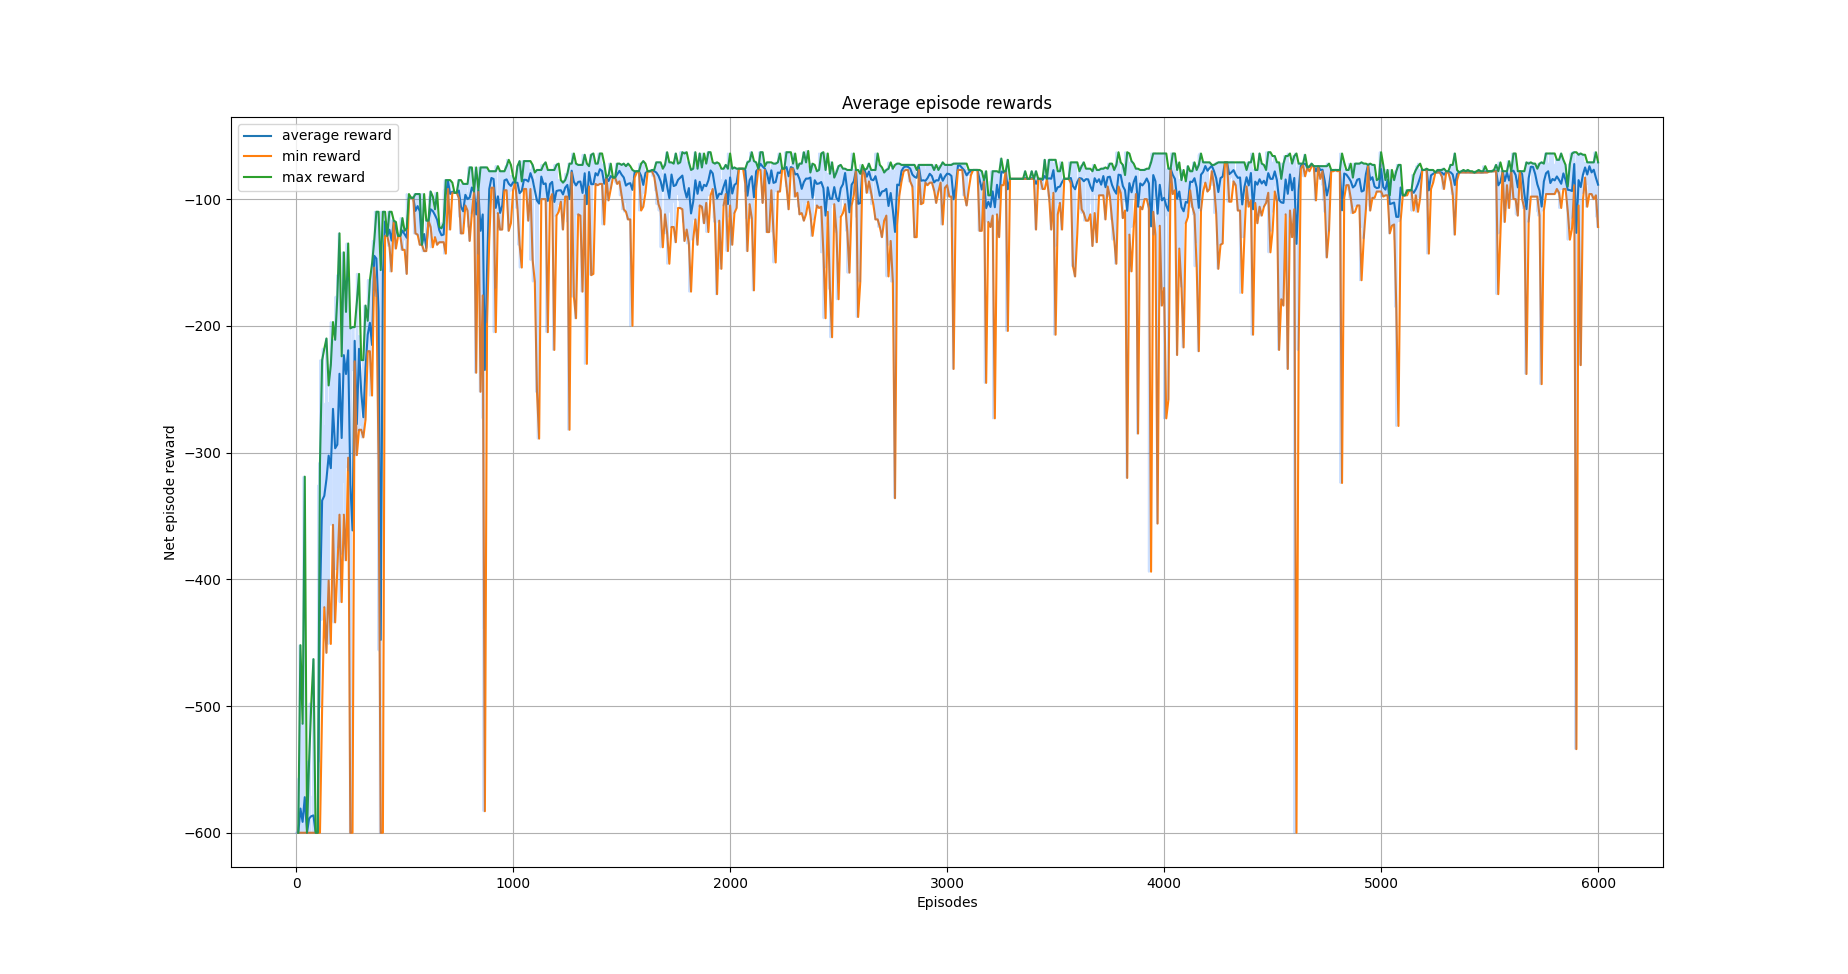 Average episode rewards
average reward
min reward
max reward
Net episode reward
−100
−200
−300
−400
−500
−600
0
1000
2000
3000
4000
5000
6000
Episodes